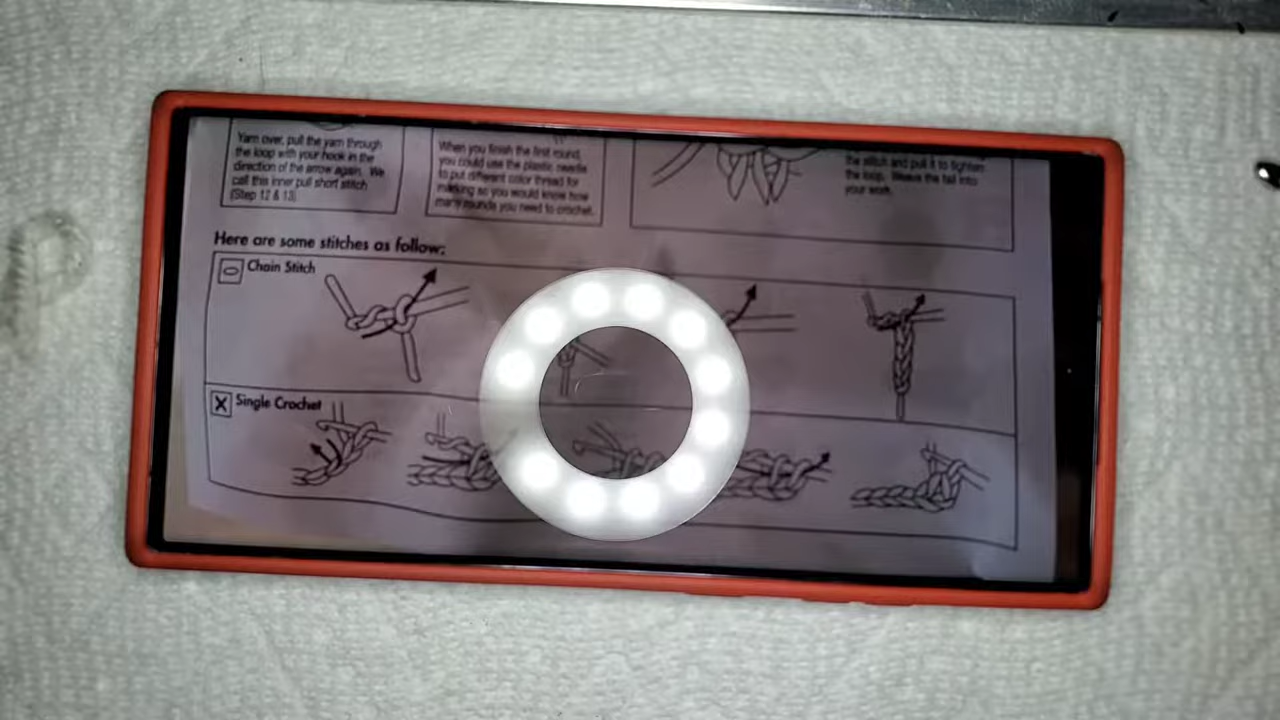 Yarn over, pull the yarn through
the loop with your hook in the
direction of the arrow again. We
call this inner pull short stitch
(Step 12 & 13)
When you finish the first round,
you could use the plastic needle
to put different color thread for
marking so you would know how
many rounds you need to crochet.
the stitch and pull it to tighten
the loop. Weave the tail into
your work.
Here are some stitches as follow:
Chain Stitch
X Single Crochet